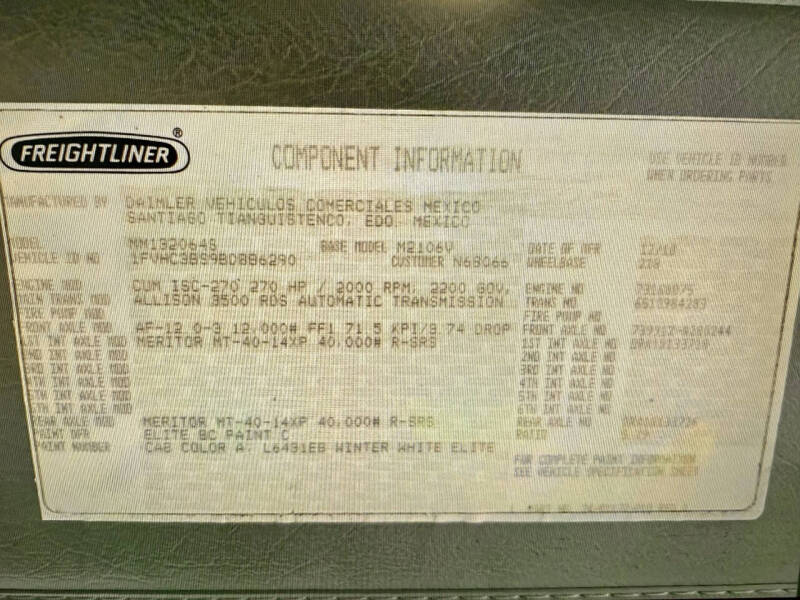 FREIGHTLINER®
COMPONENT INFORMATION
USE VEHICLE ID NUMBER
WHEN ORDERING PARTS
MANUFACTURED BY DAIMLER VEHICULOS COMERCIALES MEXICO
SANTIAGO TIANGUISTENCO, EDO. MEXICO
MODEL MM132064S BASE MODEL M2106V DATE OF MFR 12/10
VEHICLE ID NO 1FVHC3BS9BDBB6290 CUSTOMER N68066 WHEELBASE 218
ENGINE MOD CUM ISC-270 270 HP / 2000 RPM, 2200 GOV, ENGINE NO
MAIN TRANS MOD ALLISON 3500 RDS AUTOMATIC TRANSMISSION TRANS NO 6510984283
FIRE PUMP MOD FIRE PUMP NO
FRONT AXLE MOD AF-12.0-3 12,000# FF1 71.5 KPI/3.74 DROP FRONT AXLE NO
1ST INT AXLE MOD MERITOR MT-40-14XP 40,000# R-SRS 1ST INT AXLE NO
2ND INT AXLE MOD 2ND INT AXLE NO
3RD INT AXLE MOD 3RD INT AXLE NO
4TH INT AXLE MOD 4TH INT AXLE NO
5TH INT AXLE MOD 5TH INT AXLE NO
6TH INT AXLE MOD 6TH INT AXLE NO
REAR AXLE MOD MERITOR MT-40-14XP 40,000# R-SRS REAR AXLE NO
PAINT MFR ELITE BC PAINT C RATIO
PAINT NUMBER CAB COLOR A, L6431EB WINTER WHITE ELITE
FOR COMPLETE PAINT INFORMATION
SEE VEHICLE SPECIFICATION SHEET